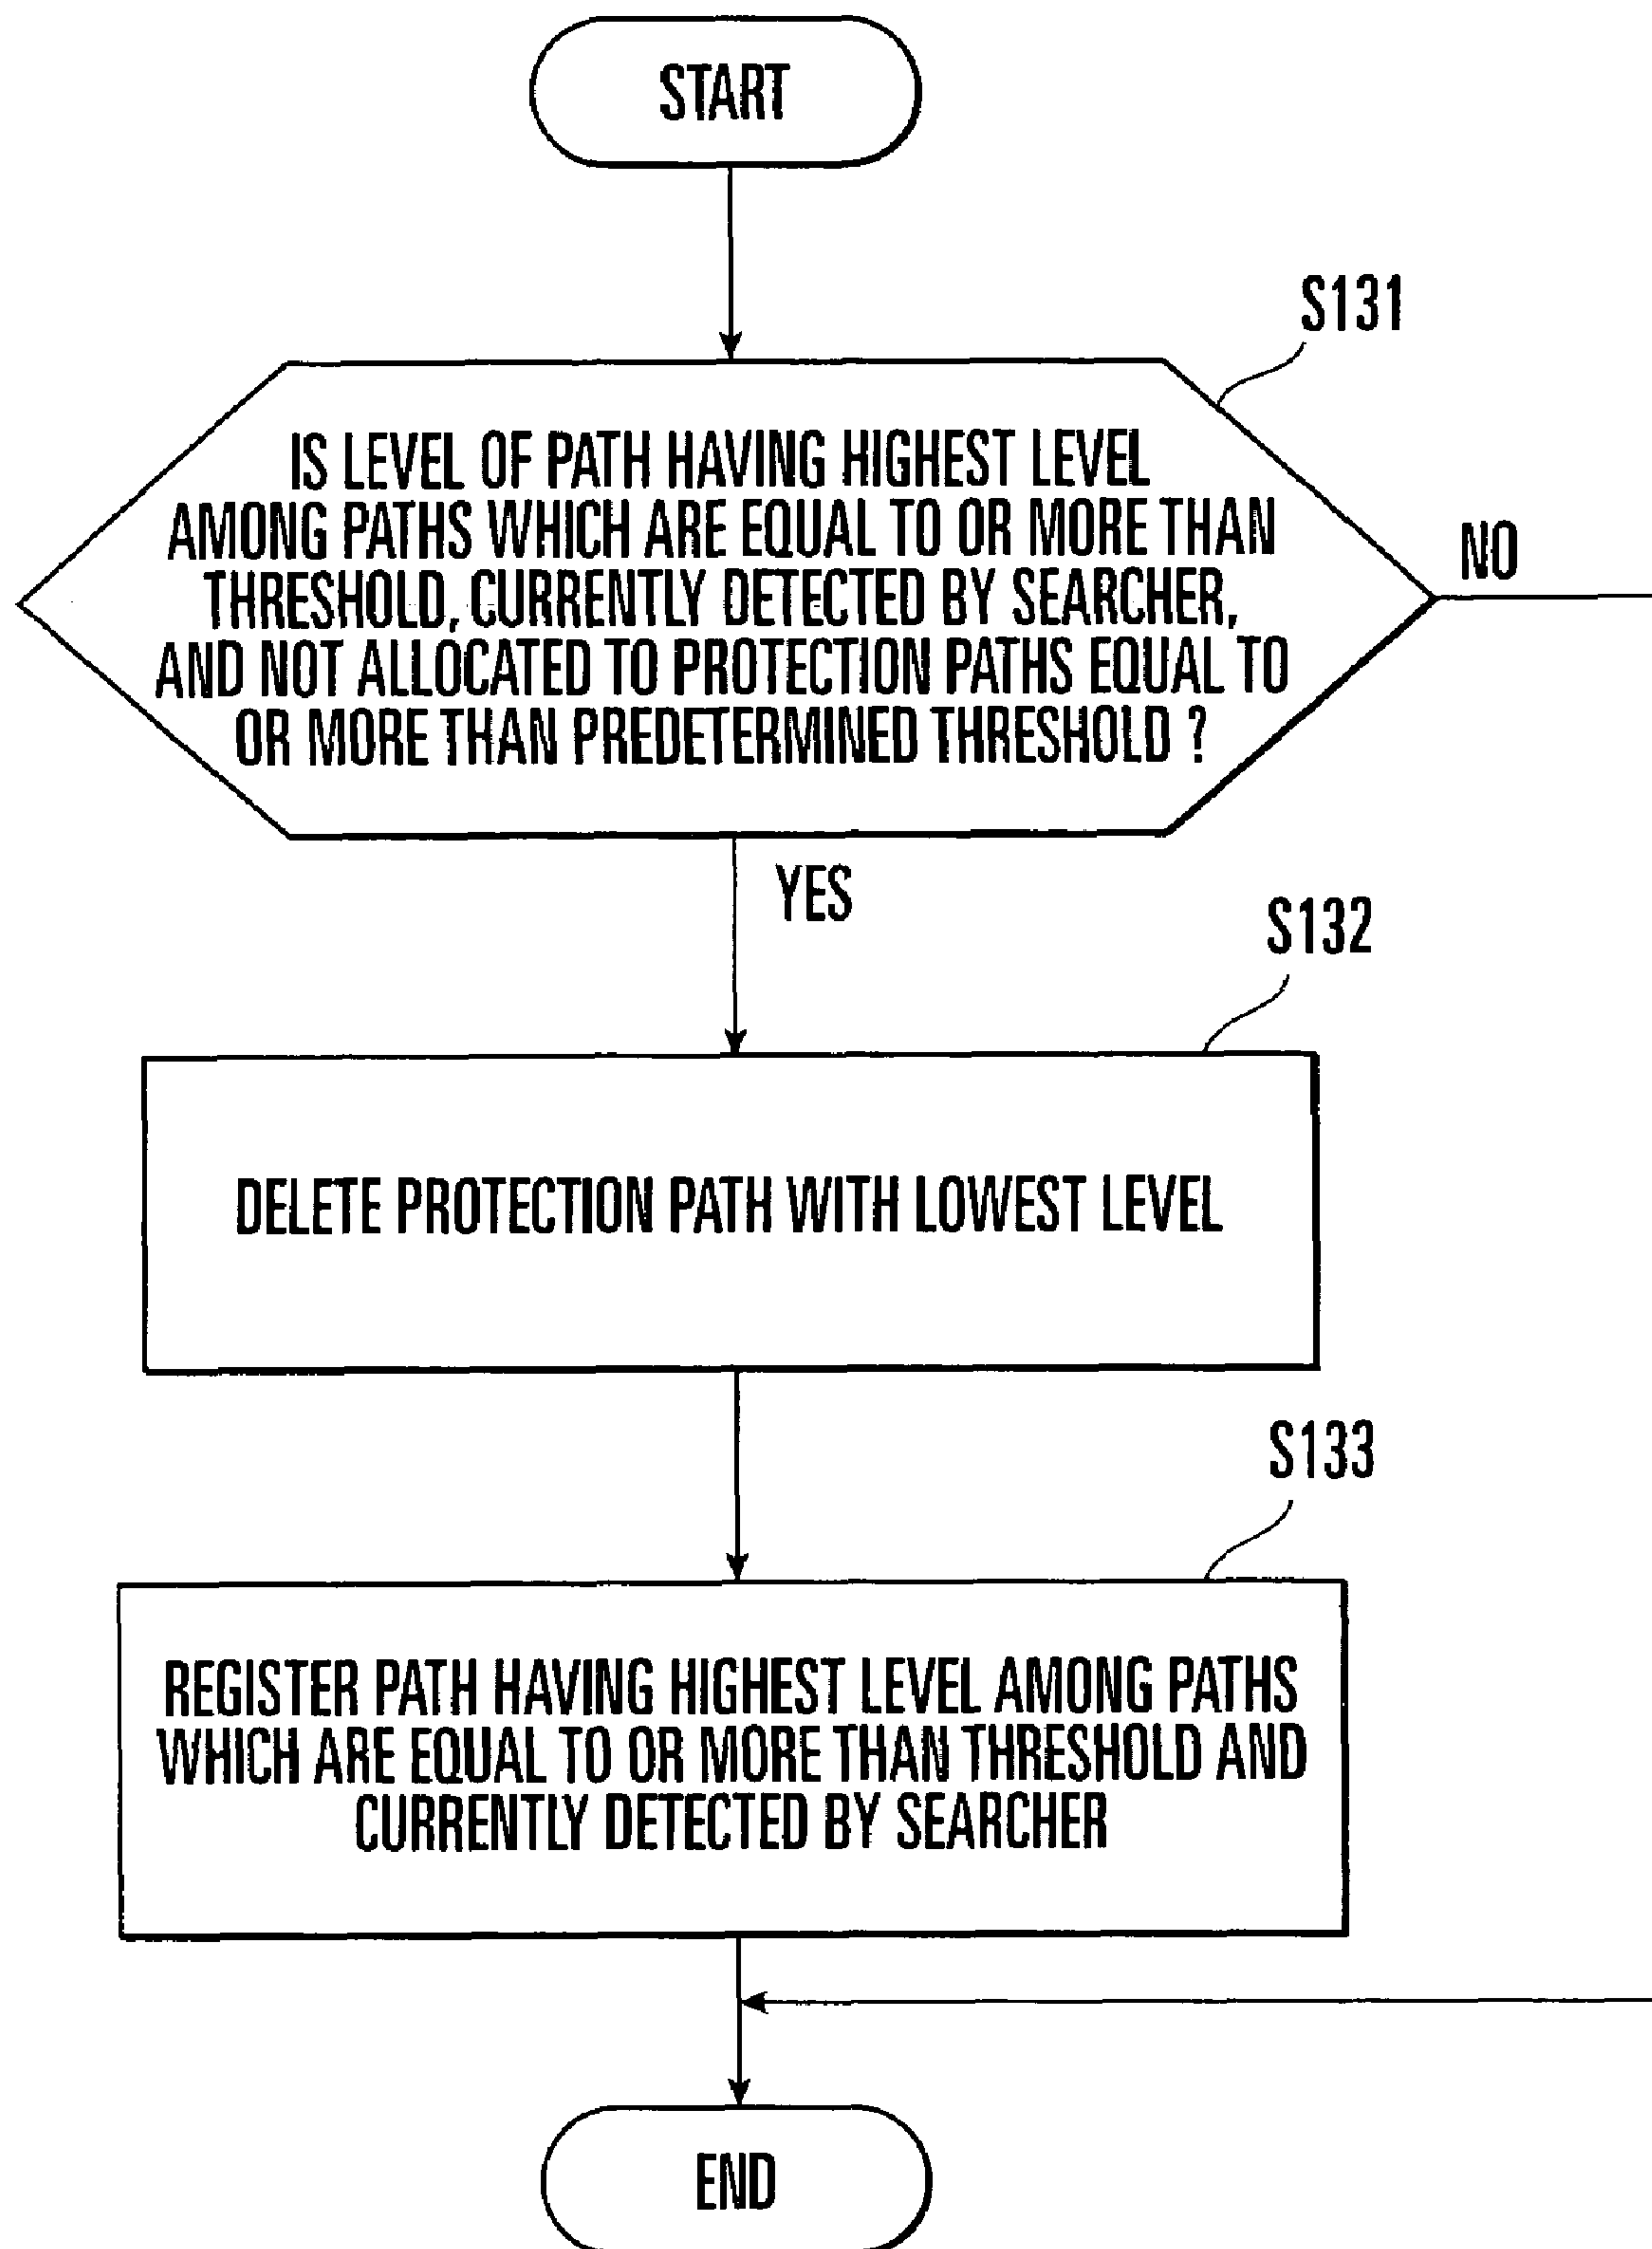 START
S131
IS LEVEL OF PATH HAVING HIGHEST LEVEL
AMONG PATHS WHICH ARE EQUAL TO OR MORE THAN
THRESHOLD, CURRENTLY DETECTED BY SEARCHER,
AND NOT ALLOCATED TO PROTECTION PATHS EQUAL TO
OR MORE THAN PREDETERMINED THRESHOLD ?
NO
YES
S132
DELETE PROTECTION PATH WITH LOWEST LEVEL
S133
REGISTER PATH HAVING HIGHEST LEVEL AMONG PATHS
WHICH ARE EQUAL TO OR MORE THAN THRESHOLD AND
CURRENTLY DETECTED BY SEARCHER
END